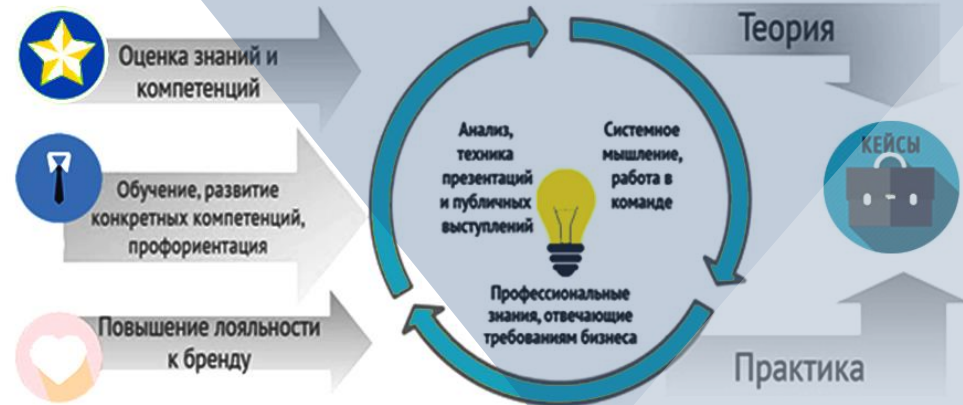 Оценка знаний и
компетенций
Обучение, развитие
конкретных компетенций,
профориентация
Повышение лояльности
к бренду
Анализ,
техника
презентаций
и публичных
выступлений
Системное
мышление,
работа в
команде
Профессиональные
знания, отвечающие
требованиям бизнеса
Теория
КЕЙСЫ
Практика